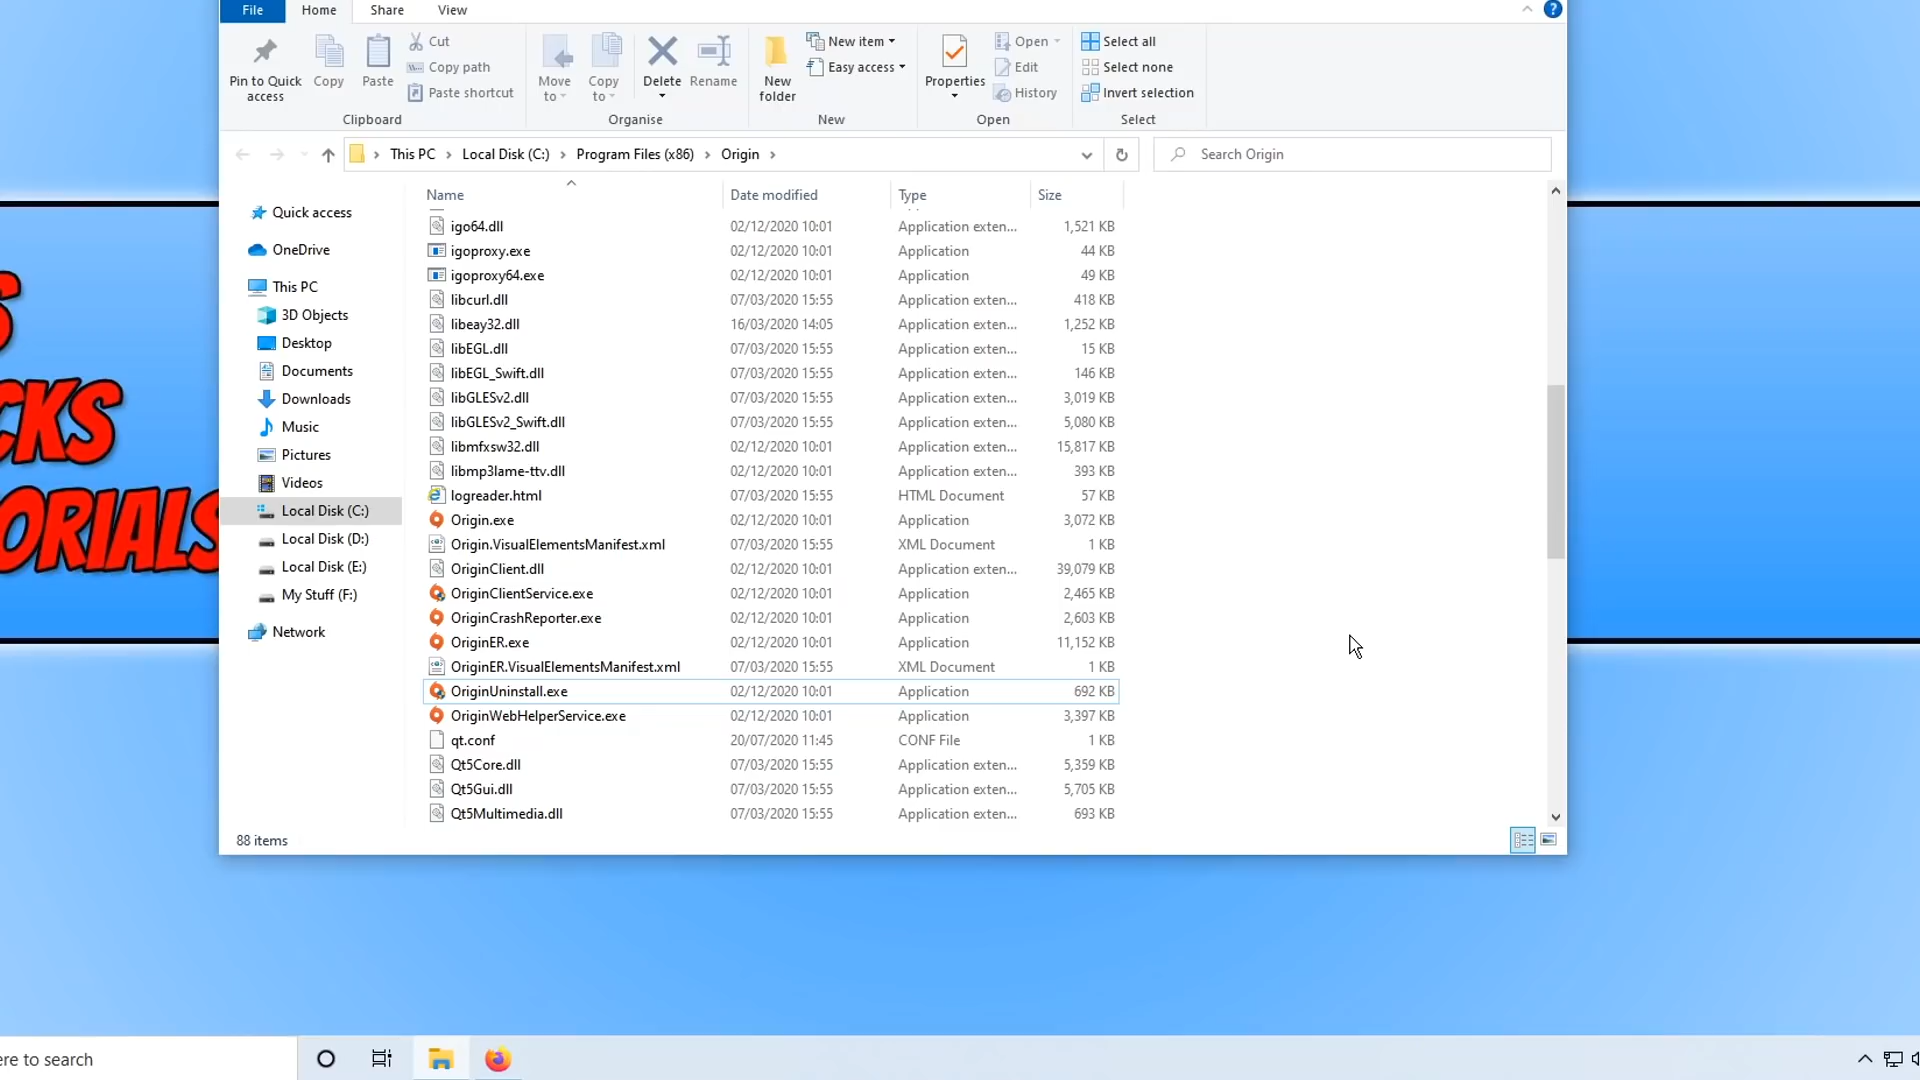 File Home Share View
Pin to Quick access
Copy
Paste
Cut
Copy path
Paste shortcut
Clipboard
Move to
Copy to
Delete
Rename
Organise
New folder
New item
Easy access
New
Properties
Open
Edit
History
Open
Select all
Select none
Invert selection
Select
This PC Local Disk (C:) Program Files (x86) Origin
Search Origin
Quick access
OneDrive
This PC
3D Objects
Desktop
Documents
Downloads
Music
Pictures
Videos
Local Disk (C:)
Local Disk (D:)
Local Disk (E:)
My Stuff (F:)
Network
Name Date modified Type Size
igo64.dll 02/12/2020 10:01 Application exten... 1,521 KB
igoproxy.exe 02/12/2020 10:01 Application 44 KB
igoproxy64.exe 02/12/2020 10:01 Application 49 KB
libcurl.dll 07/03/2020 15:55 Application exten... 418 KB
libeay32.dll 16/03/2020 14:05 Application exten... 1,252 KB
libEGL.dll 07/03/2020 15:55 Application exten... 15 KB
libEGL_Swift.dll 07/03/2020 15:55 Application exten... 146 KB
libGLESv2.dll 07/03/2020 15:55 Application exten... 3,019 KB
libGLESv2_Swift.dll 07/03/2020 15:55 Application exten... 5,080 KB
libmfxsw32.dll 02/12/2020 10:01 Application exten... 15,817 KB
libmp3lame-ttv.dll 02/12/2020 10:01 Application exten... 393 KB
logreader.html 07/03/2020 15:55 HTML Document 57 KB
Origin.exe 02/12/2020 10:01 Application 3,072 KB
Origin.VisualElementsManifest.xml 07/03/2020 15:55 XML Document 1 KB
OriginClient.dll 02/12/2020 10:01 Application exten... 39,079 KB
OriginClientService.exe 02/12/2020 10:01 Application 2,465 KB
OriginCrashReporter.exe 02/12/2020 10:01 Application 2,603 KB
OriginER.exe 02/12/2020 10:01 Application 11,152 KB
OriginER.VisualElementsManifest.xml 07/03/2020 15:55 XML Document 1 KB
OriginUninstall.exe 02/12/2020 10:01 Application 692 KB
OriginWebHelperService.exe 02/12/2020 10:01 Application 3,397 KB
qt.conf 20/07/2020 11:45 CONF File 1 KB
Qt5Core.dll 07/03/2020 15:55 Application exten... 5,359 KB
Qt5Gui.dll 07/03/2020 15:55 Application exten... 5,705 KB
Qt5Multimedia.dll 07/03/2020 15:55 Application exten... 693 KB
88 items
S
CKS
ORIALS
ere to search